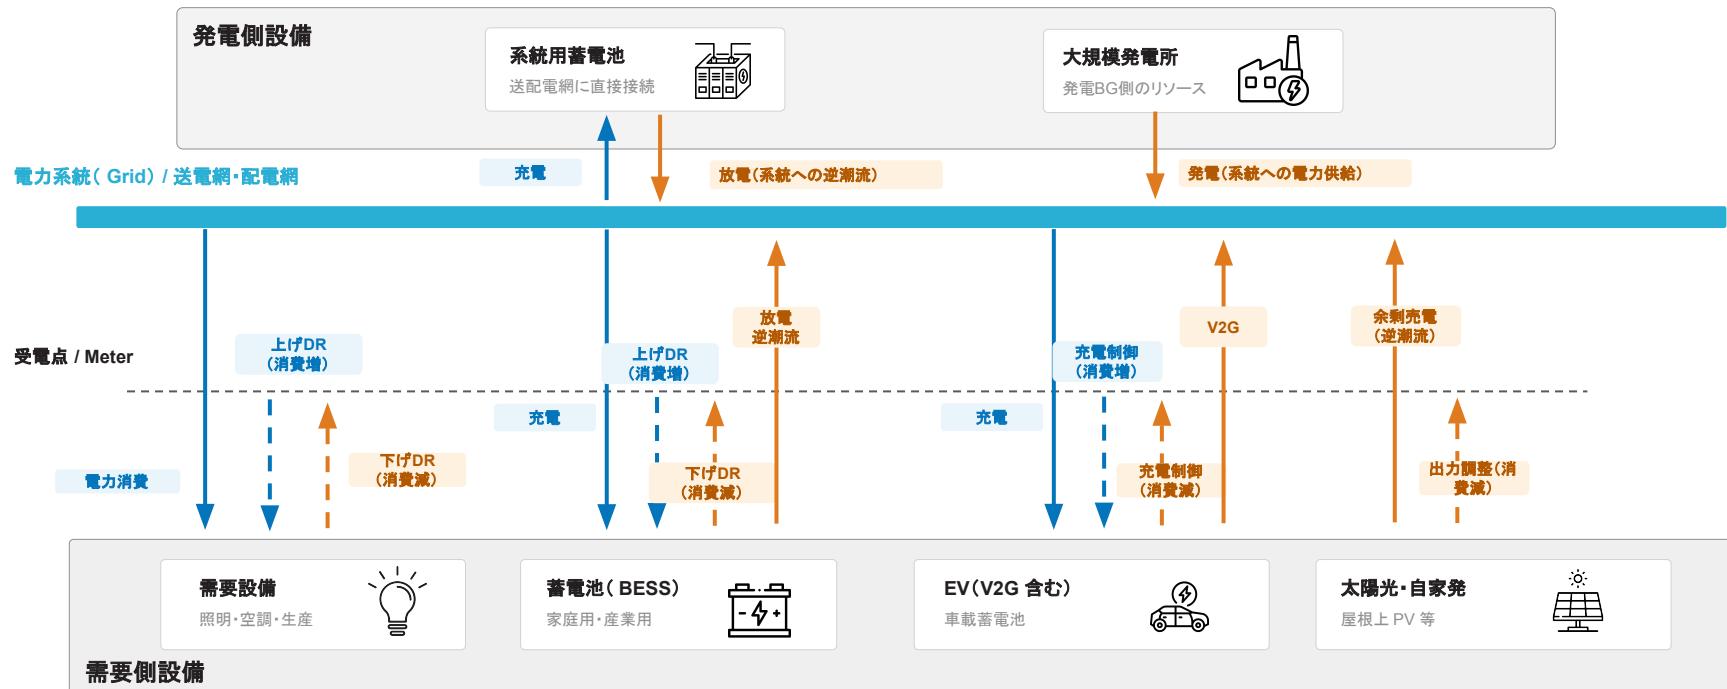 発電側設備
系統用蓄電池
送配電網に直接接続
大規模発電所
発電BG側のリソース
電力系統( Grid) / 送電網・配電網
充電
放電(系統への逆潮流)
発電(系統への電力供給)
受電点 / Meter
上げDR
(消費増)
上げDR
(消費増)
放電
逆潮流
充電制御
(消費増)
V2G
余剰売電
(逆潮流)
電力消費
下げDR
(消費減)
充電
下げDR
(消費減)
充電
充電制御
(消費減)
出力調整(消
費減)
需要設備
照明・空調・生産
蓄電池( BESS)
家庭用・産業用
EV(V2G 含む)
車載蓄電池
太陽光・自家発
屋根上 PV 等
需要側設備